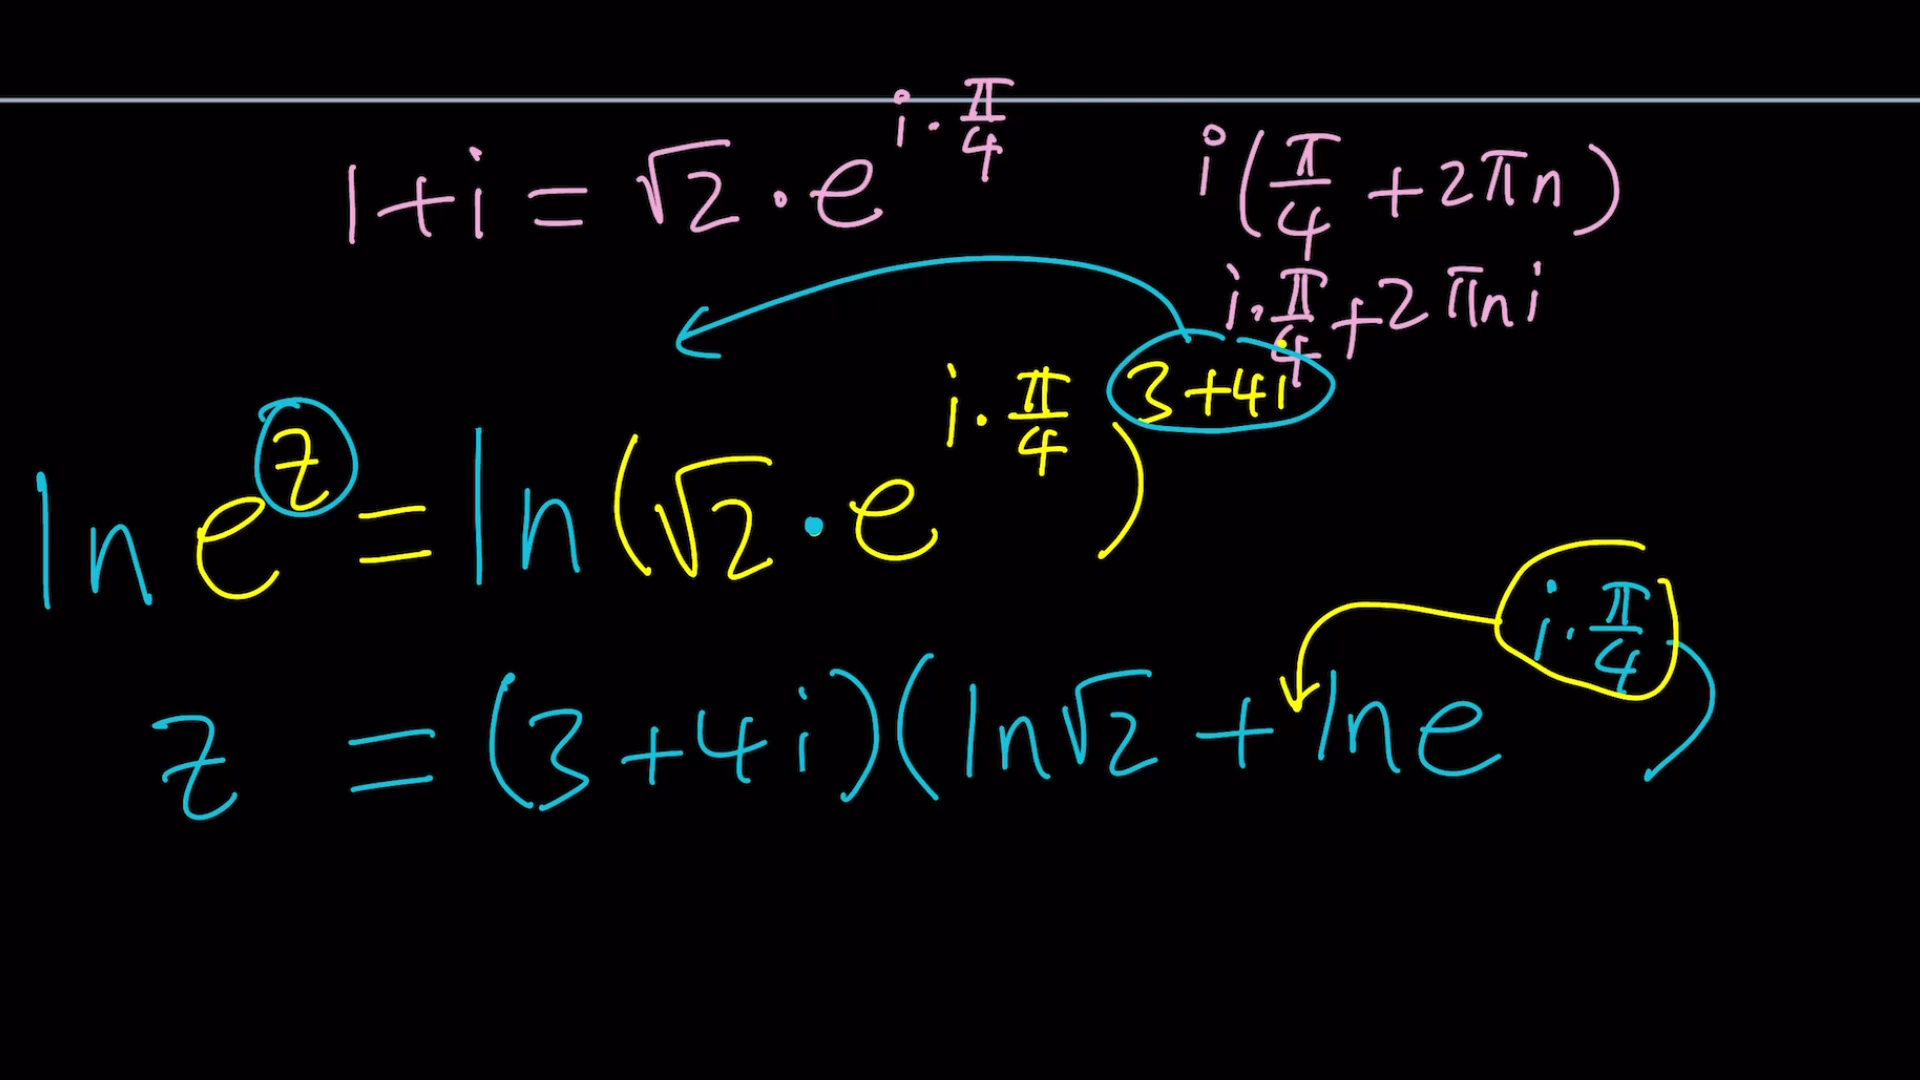 1+i = √2 · e^(i·π/4)
i(π/4 + 2πn)
i·π/4 + 2πni
ln e^z = ln(√2 · e^(i·π/4))^(3+4i)
z = (3+4i)(ln√2 + ln e^(i·π/4))